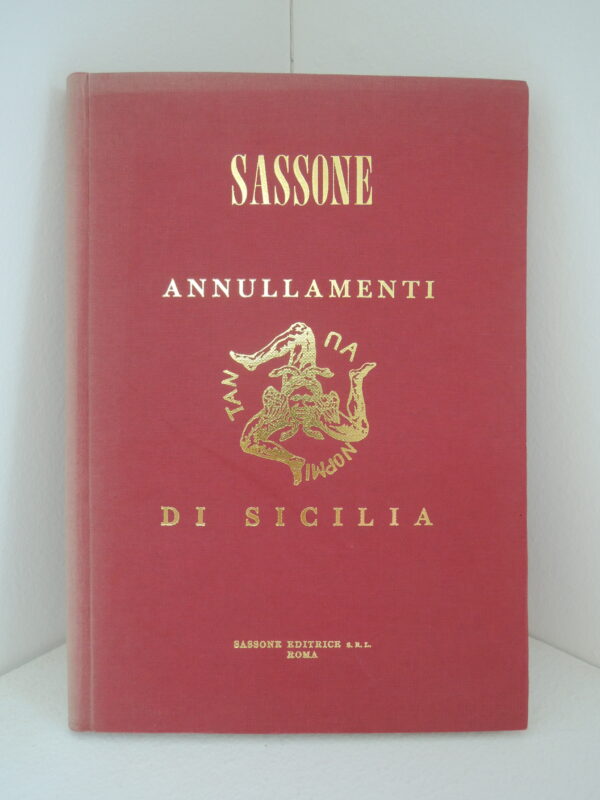 SASSONE
ANNULLAMENTI
ΠΑ
ΝΟΡΜΙ
ΤΑΝ
DI SICILIA
SASSONE EDITRICE S. R. L.
ROMA